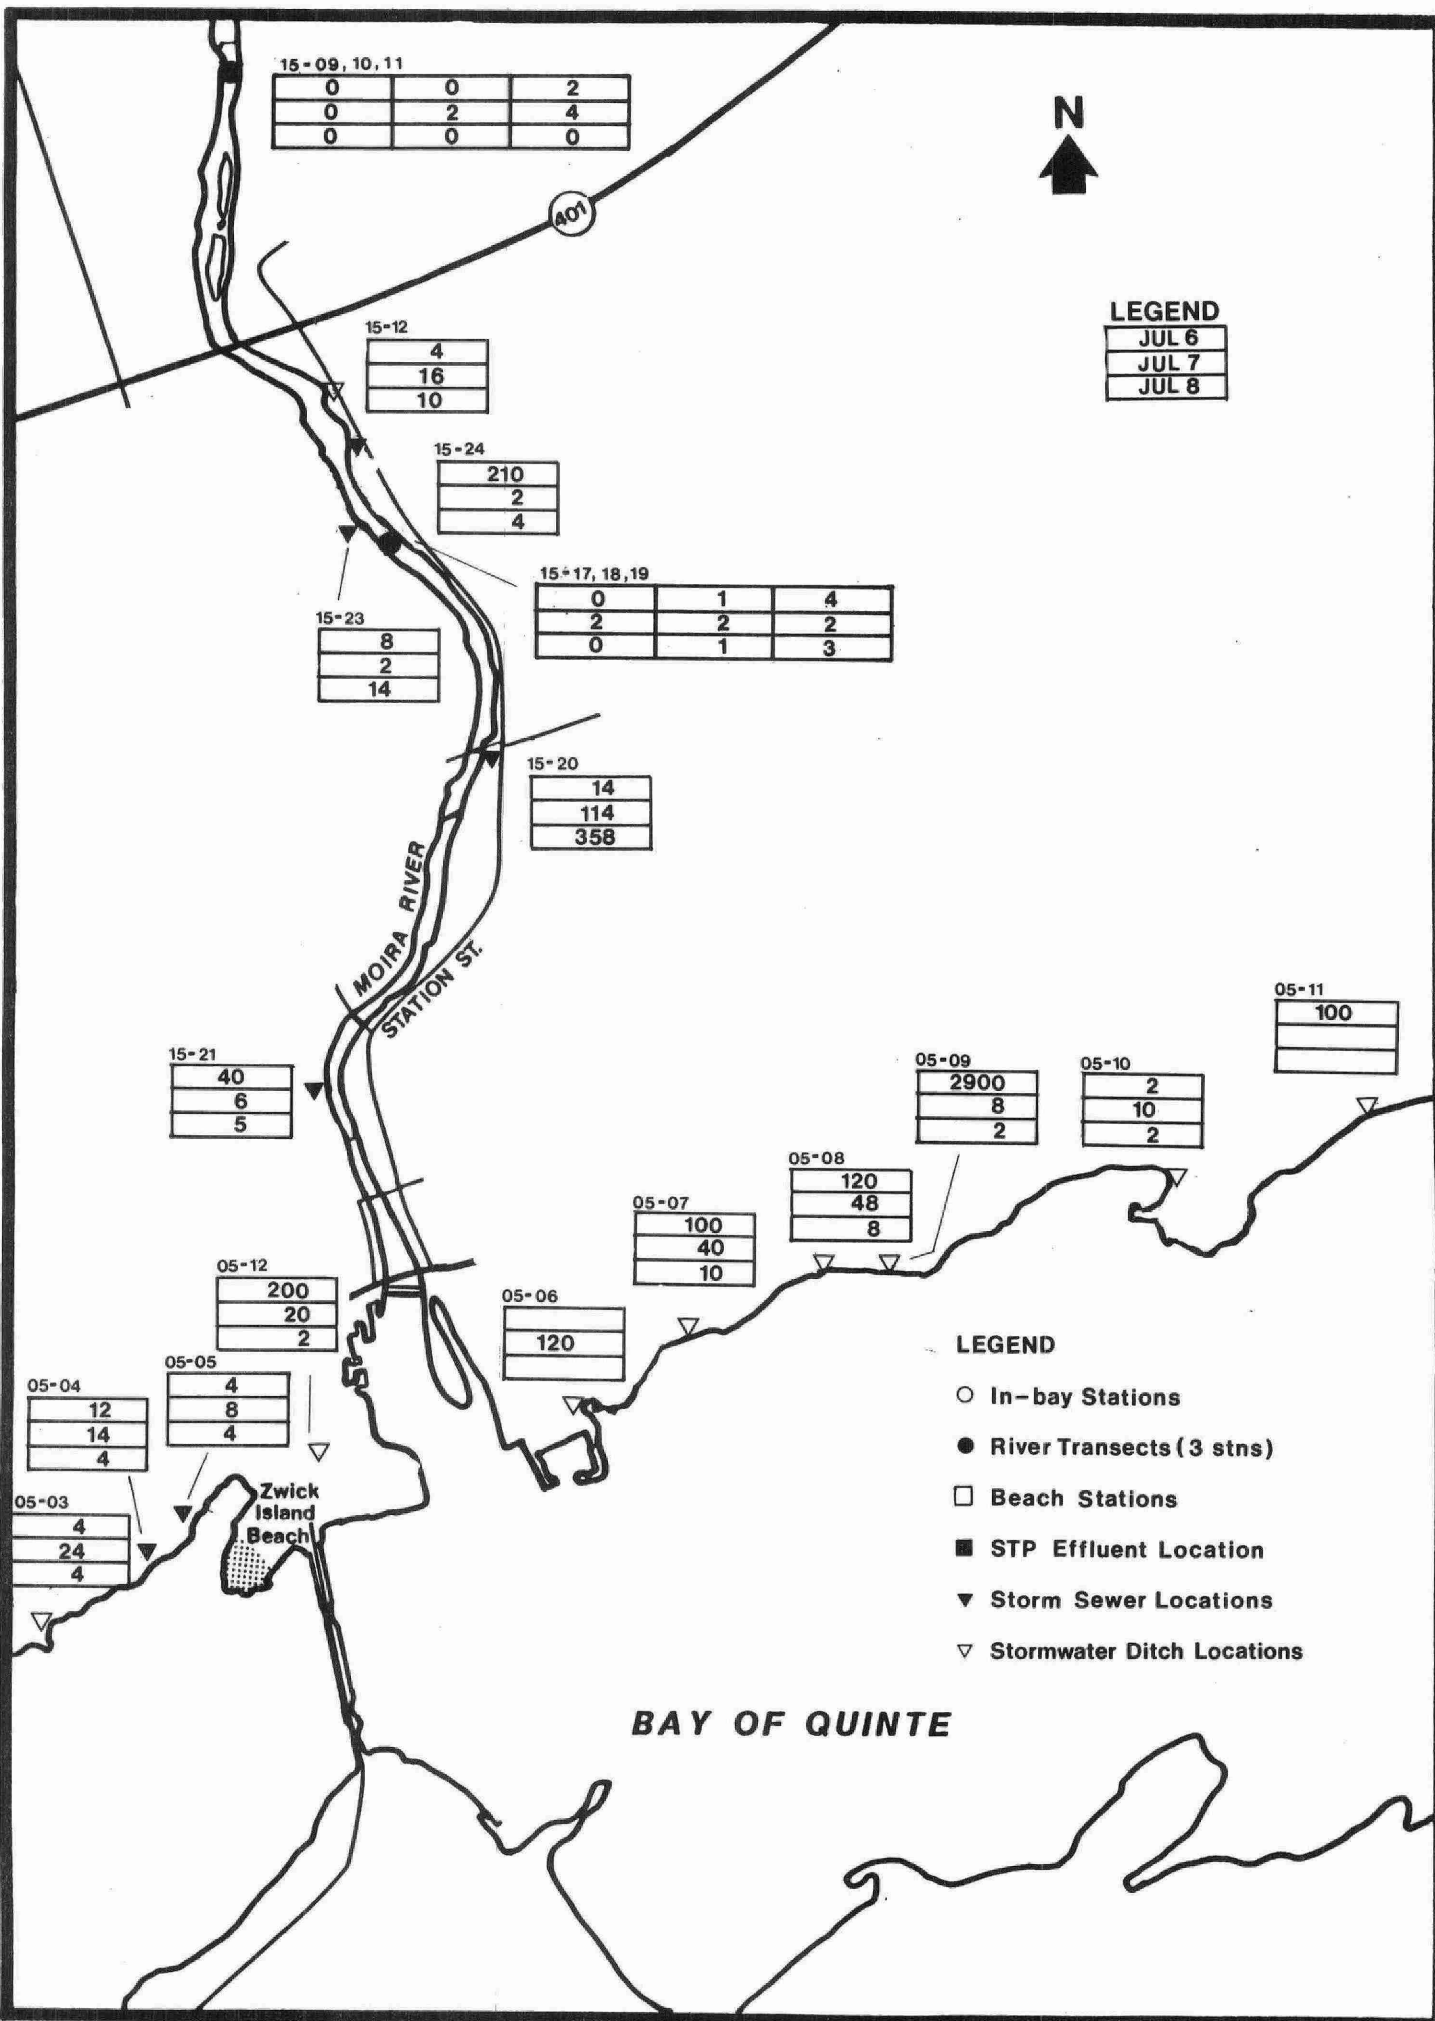 15-09, 10, 11
0 0 2
0 2 4
0 0 0
N
401
LEGEND
JUL 6
JUL 7
JUL 8
15-12
4
16
10
15-24
210
2
4
15-17, 18, 19
0 1 4
2 2 2
0 1 3
15-23
8
2
14
15-20
14
114
358
MOIRA RIVER
STATION ST.
15-21
40
6
5
05-11
100
05-10
2
10
2
05-09
2900
8
2
05-08
120
48
8
05-07
100
40
10
05-06
120
05-12
200
20
2
05-05
4
8
4
05-04
12
14
4
05-03
4
24
4
Zwick
Island
Beach
LEGEND
In-bay Stations
River Transects (3 stns)
Beach Stations
STP Effluent Location
Storm Sewer Locations
Stormwater Ditch Locations
BAY OF QUINTE